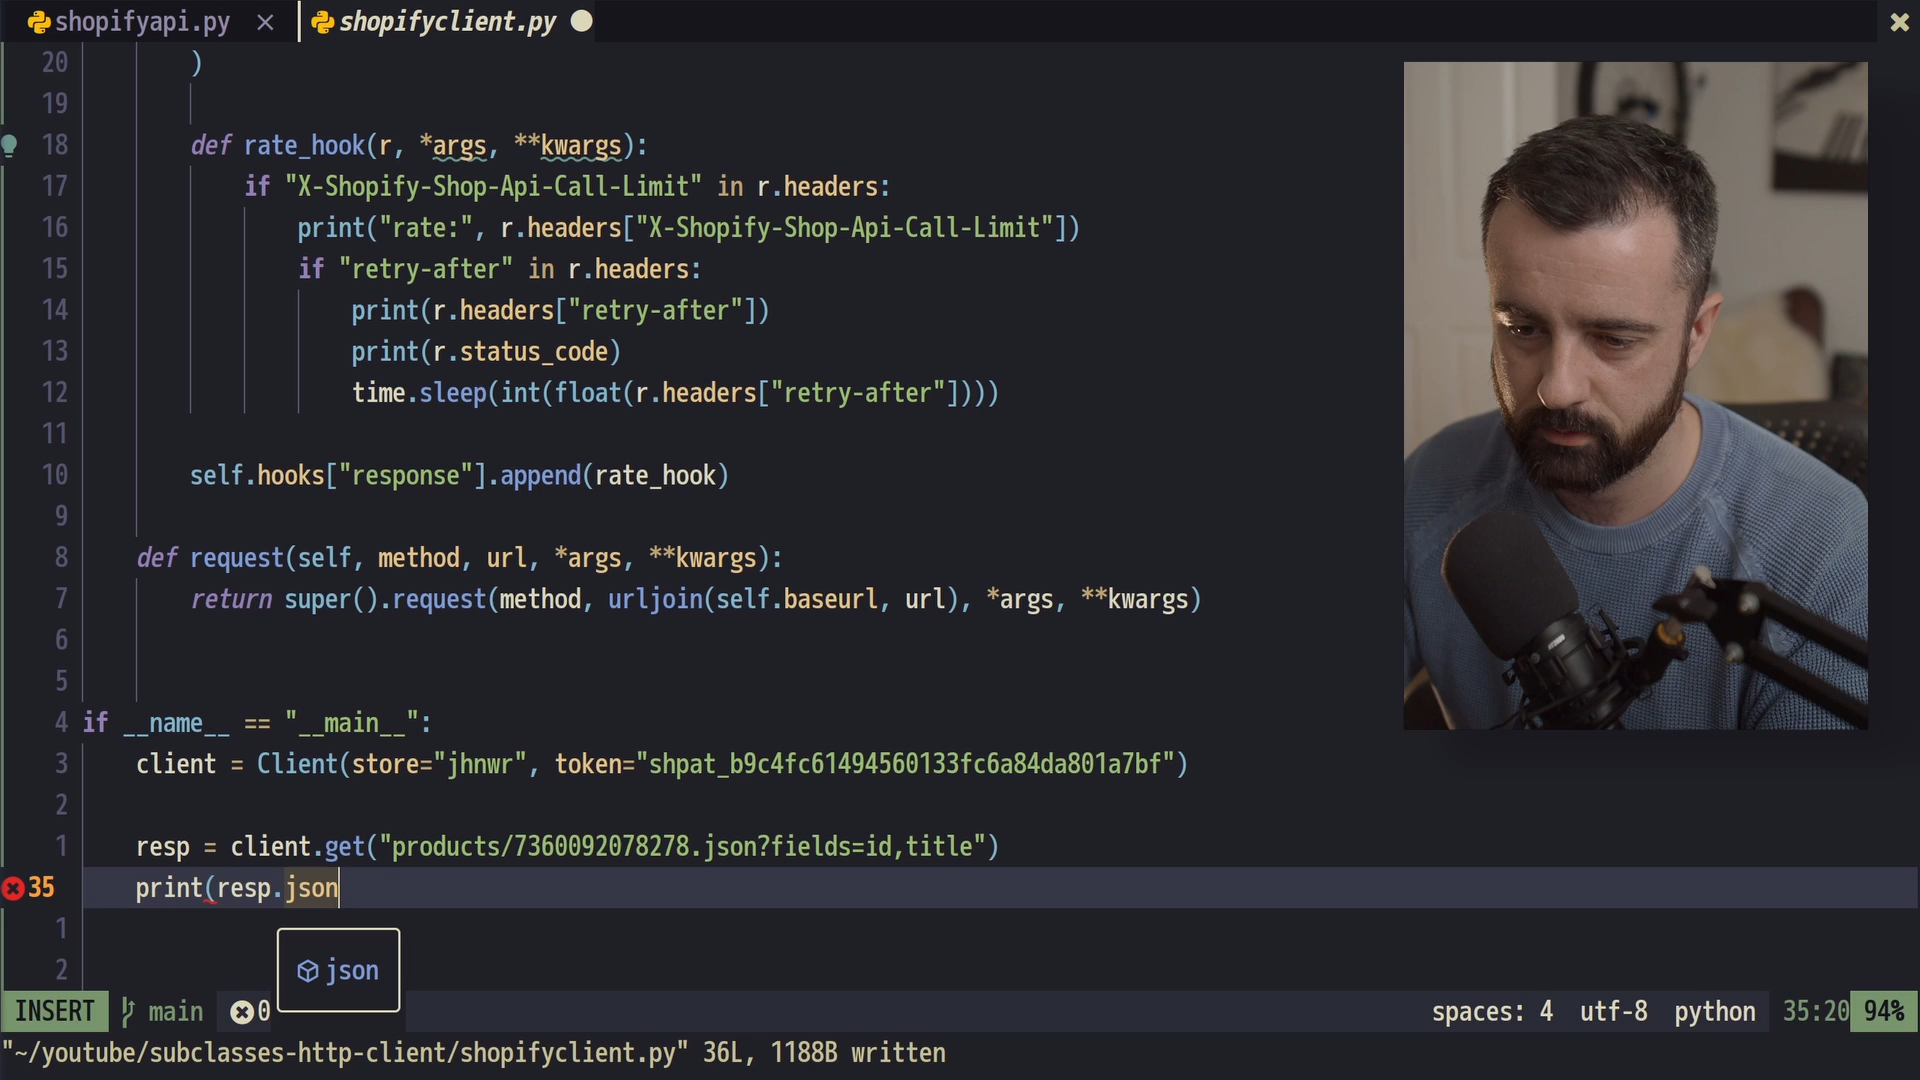 shopifyapi.py × shopifyclient.py
20 )
19
18 def rate_hook(r, *args, **kwargs):
17 if "X-Shopify-Shop-Api-Call-Limit" in r.headers:
16 print("rate:", r.headers["X-Shopify-Shop-Api-Call-Limit"])
15 if "retry-after" in r.headers:
14 print(r.headers["retry-after"])
13 print(r.status_code)
12 time.sleep(int(float(r.headers["retry-after"])))
11
10 self.hooks["response"].append(rate_hook)
9
8 def request(self, method, url, *args, **kwargs):
7 return super().request(method, urljoin(self.baseurl, url), *args, **kwargs)
6
5
4 if __name__ == "__main__":
3 client = Client(store="jhnwr", token="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")
2
1 resp = client.get("products/7360092078278.json?fields=id,title")
35 print(resp.json
1
2 json
INSERT main 0 spaces: 4 utf-8 python 35:20 94%
"~/youtube/subclasses-http-client/shopifyclient.py" 36L, 1188B written